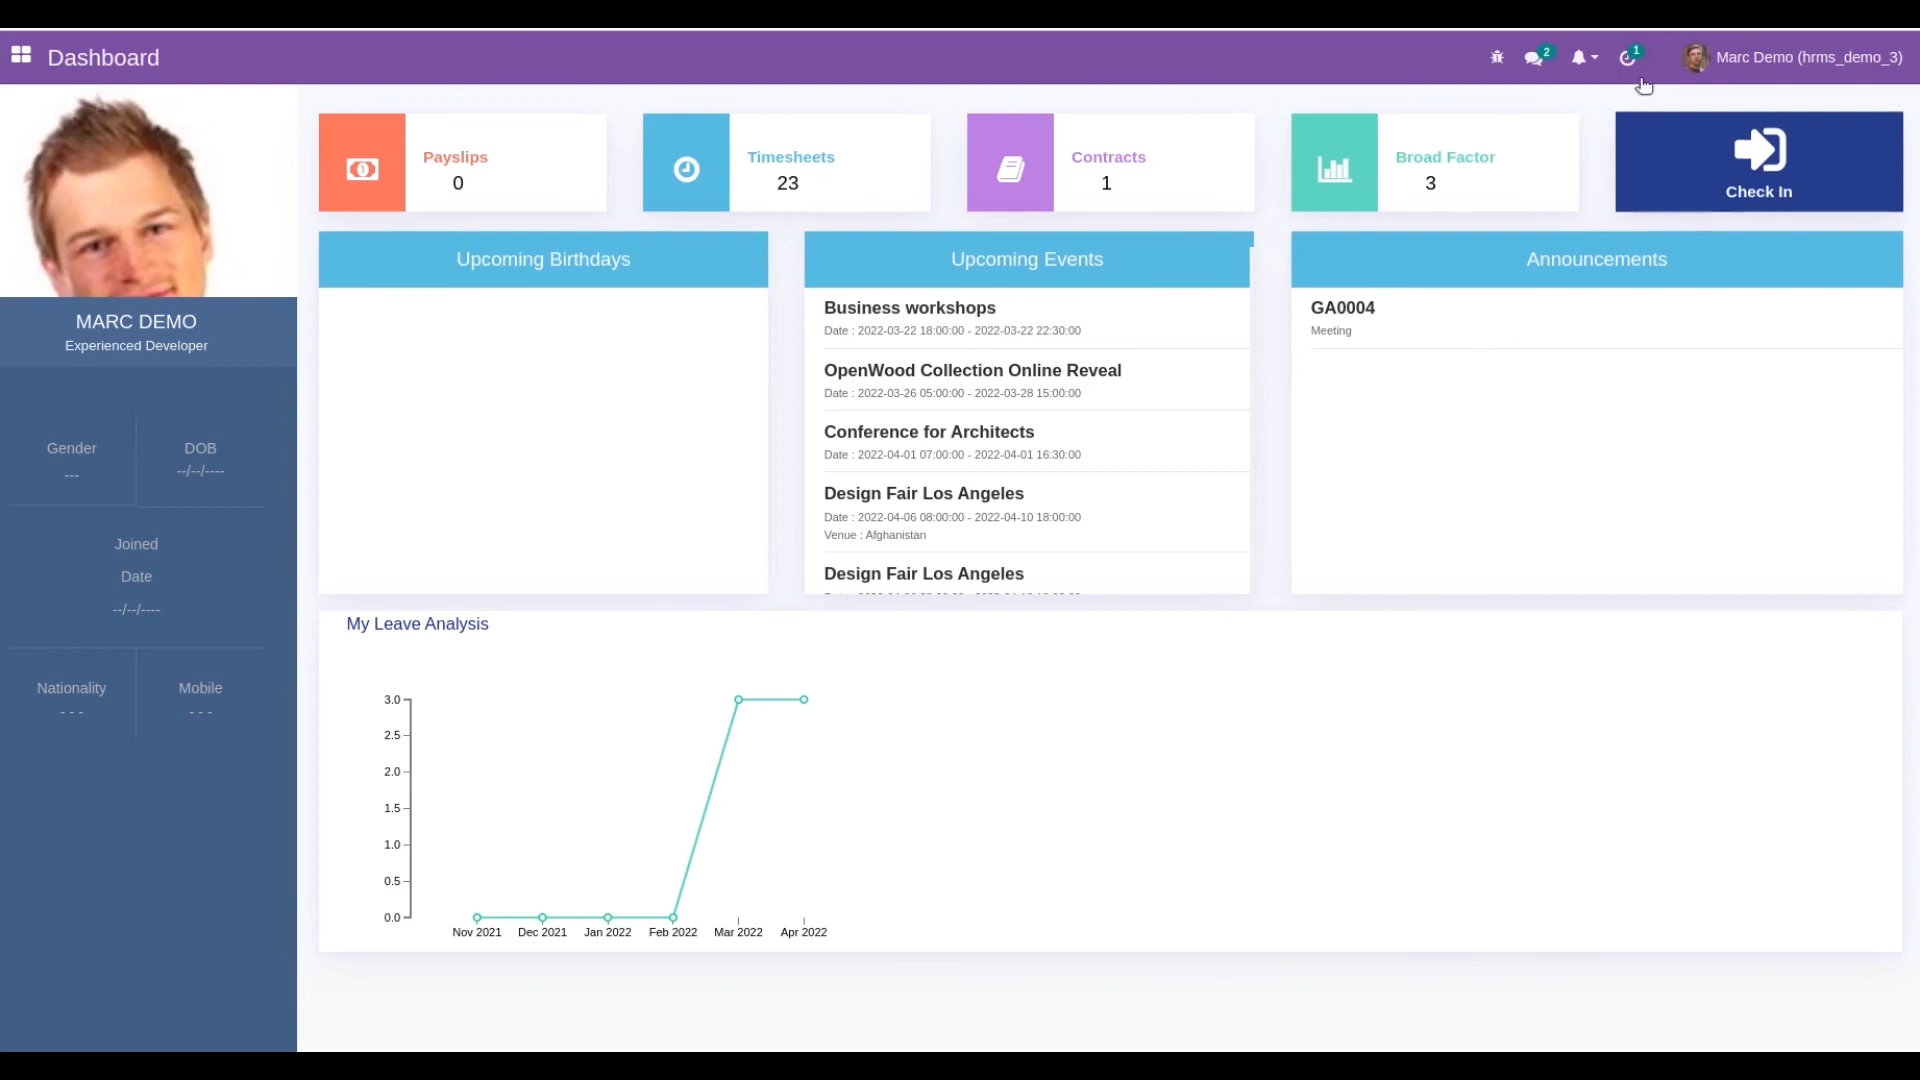 Dashboard
2
1
Marc Demo (hrms_demo_3)
Payslips
0
Timesheets
23
Contracts
1
Broad Factor
3
Check In
MARC DEMO
Experienced Developer
Gender
---
DOB
--/--/----
Joined
Date
--/--/----
Nationality
- - -
Mobile
- - -
Upcoming Birthdays
Upcoming Events
Business workshops
Date : 2022-03-22 18:00:00 - 2022-03-22 22:30:00
OpenWood Collection Online Reveal
Date : 2022-03-26 05:00:00 - 2022-03-28 15:00:00
Conference for Architects
Date : 2022-04-01 07:00:00 - 2022-04-01 16:30:00
Design Fair Los Angeles
Date : 2022-04-06 08:00:00 - 2022-04-10 18:00:00
Venue : Afghanistan
Design Fair Los Angeles
Announcements
GA0004
Meeting
My Leave Analysis
3.0
2.5
2.0
1.5
1.0
0.5
0.0
Nov 2021 Dec 2021 Jan 2022 Feb 2022 Mar 2022 Apr 2022